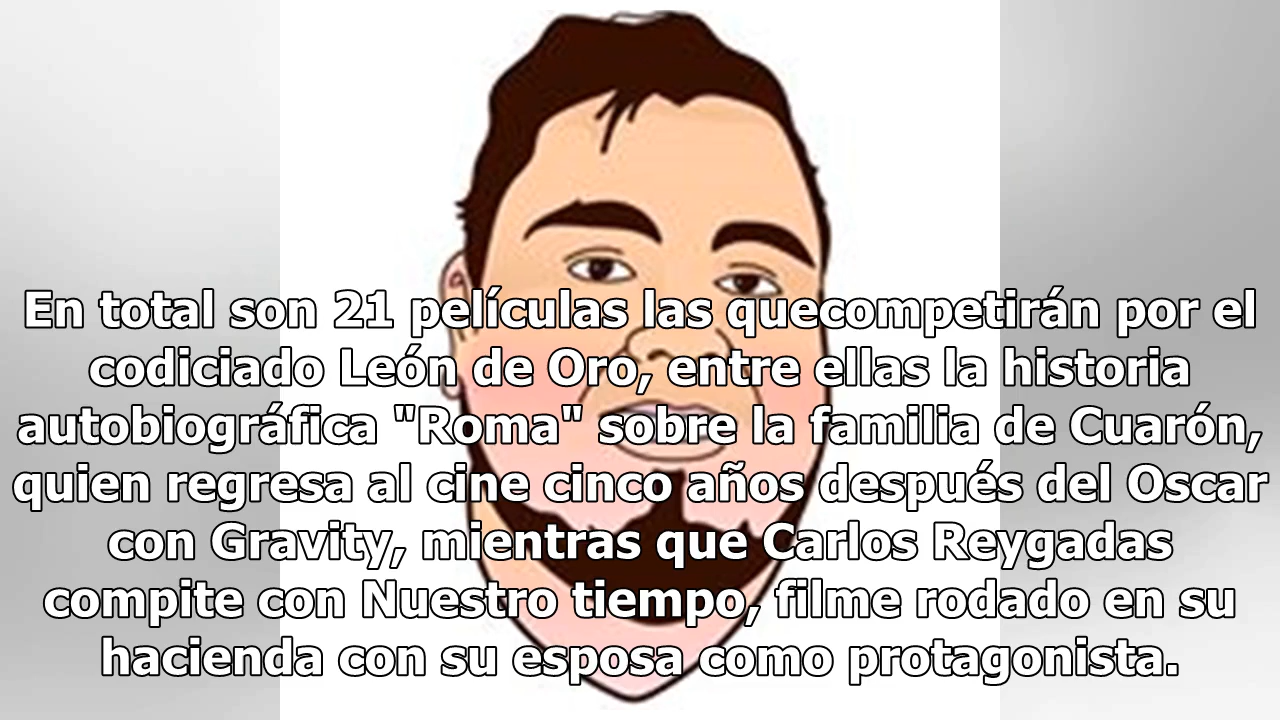 En total son 21 películas las quecompetirán por el
codiciado León de Oro, entre ellas la historia
autobiográfica "Roma" sobre la familia de Cuarón,
quien regresa al cine cinco años después del Oscar
con Gravity, mientras que Carlos Reygadas
compite con Nuestro tiempo, filme rodado en su
hacienda con su esposa como protagonista.